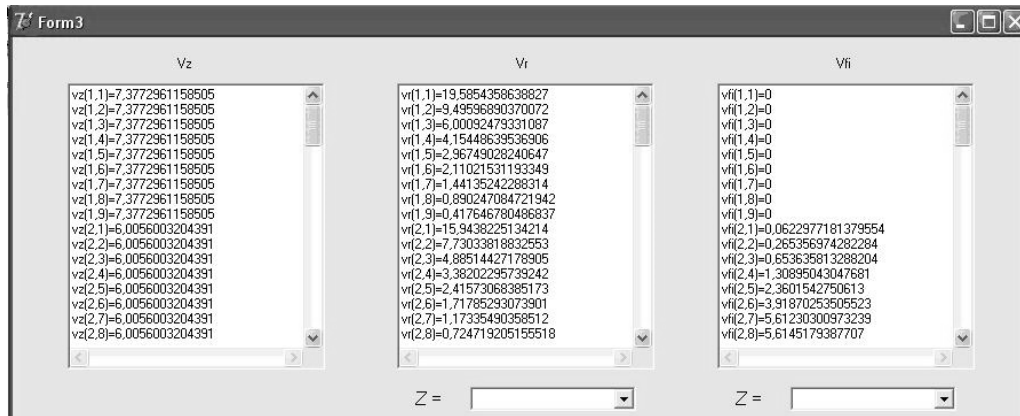 Form3
Vz
vz(1,1)=7,3772961158505
vz(1,2)=7,3772961158505
vz(1,3)=7,3772961158505
vz(1,4)=7,3772961158505
vz(1,5)=7,3772961158505
vz(1,6)=7,3772961158505
vz(1,7)=7,3772961158505
vz(1,8)=7,3772961158505
vz(1,9)=7,3772961158505
vz(2,1)=6,0056003204391
vz(2,2)=6,0056003204391
vz(2,3)=6,0056003204391
vz(2,4)=6,0056003204391
vz(2,5)=6,0056003204391
vz(2,6)=6,0056003204391
vz(2,7)=6,0056003204391
vz(2,8)=6,0056003204391
Vr
vr(1,1)=19,5854358638827
vr(1,2)=9,49596890370072
vr(1,3)=6,00092479331087
vr(1,4)=4,15448639536906
vr(1,5)=2,96749028240647
vr(1,6)=2,11021531193349
vr(1,7)=1,44135242288314
vr(1,8)=0,890247084721942
vr(1,9)=0,417646780486837
vr(2,1)=15,9438225134214
vr(2,2)=7,73033818832553
vr(2,3)=4,88514427178905
vr(2,4)=3,38202295739242
vr(2,5)=2,41573068385173
vr(2,6)=1,71785293073901
vr(2,7)=1,17335490358512
vr(2,8)=0,724719205155518
Z =
Vfi
vfi(1,1)=0
vfi(1,2)=0
vfi(1,3)=0
vfi(1,4)=0
vfi(1,5)=0
vfi(1,6)=0
vfi(1,7)=0
vfi(1,8)=0
vfi(1,9)=0
vfi(2,1)=0,0622977181379554
vfi(2,2)=0,265356974282284
vfi(2,3)=0,653635813288204
vfi(2,4)=1,30895043047681
vfi(2,5)=2,3601542750613
vfi(2,6)=3,91870253505523
vfi(2,7)=5,61230300973239
vfi(2,8)=5,6145179387707
Z =